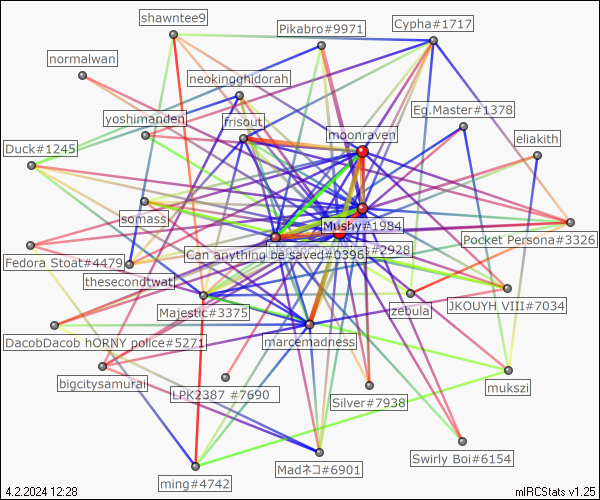 shawntee9
Pikabro#9971
Cypha#1717
normalwan
neokingghidorah
Eg.Master#1378
yoshimanden
frisout
moonraven
eliakith
Duck#1245
somass
Mushy#1984
Pocket Persona#3326
Can anything be saved#0396
#2928
Fedora Stoat#4479
thesecondtwat
Majestic#3375
zebula
JKOUYH VIII#7034
DacobDacob hORNY police#5271
marcemadness
bigcitysamurai
LPK2387 #7690
Silver#7938
mukszi
Swirly Boi#6154
Madネコ#6901
ming#4742
4.2.2024 12:28
mIRCStats v1.25